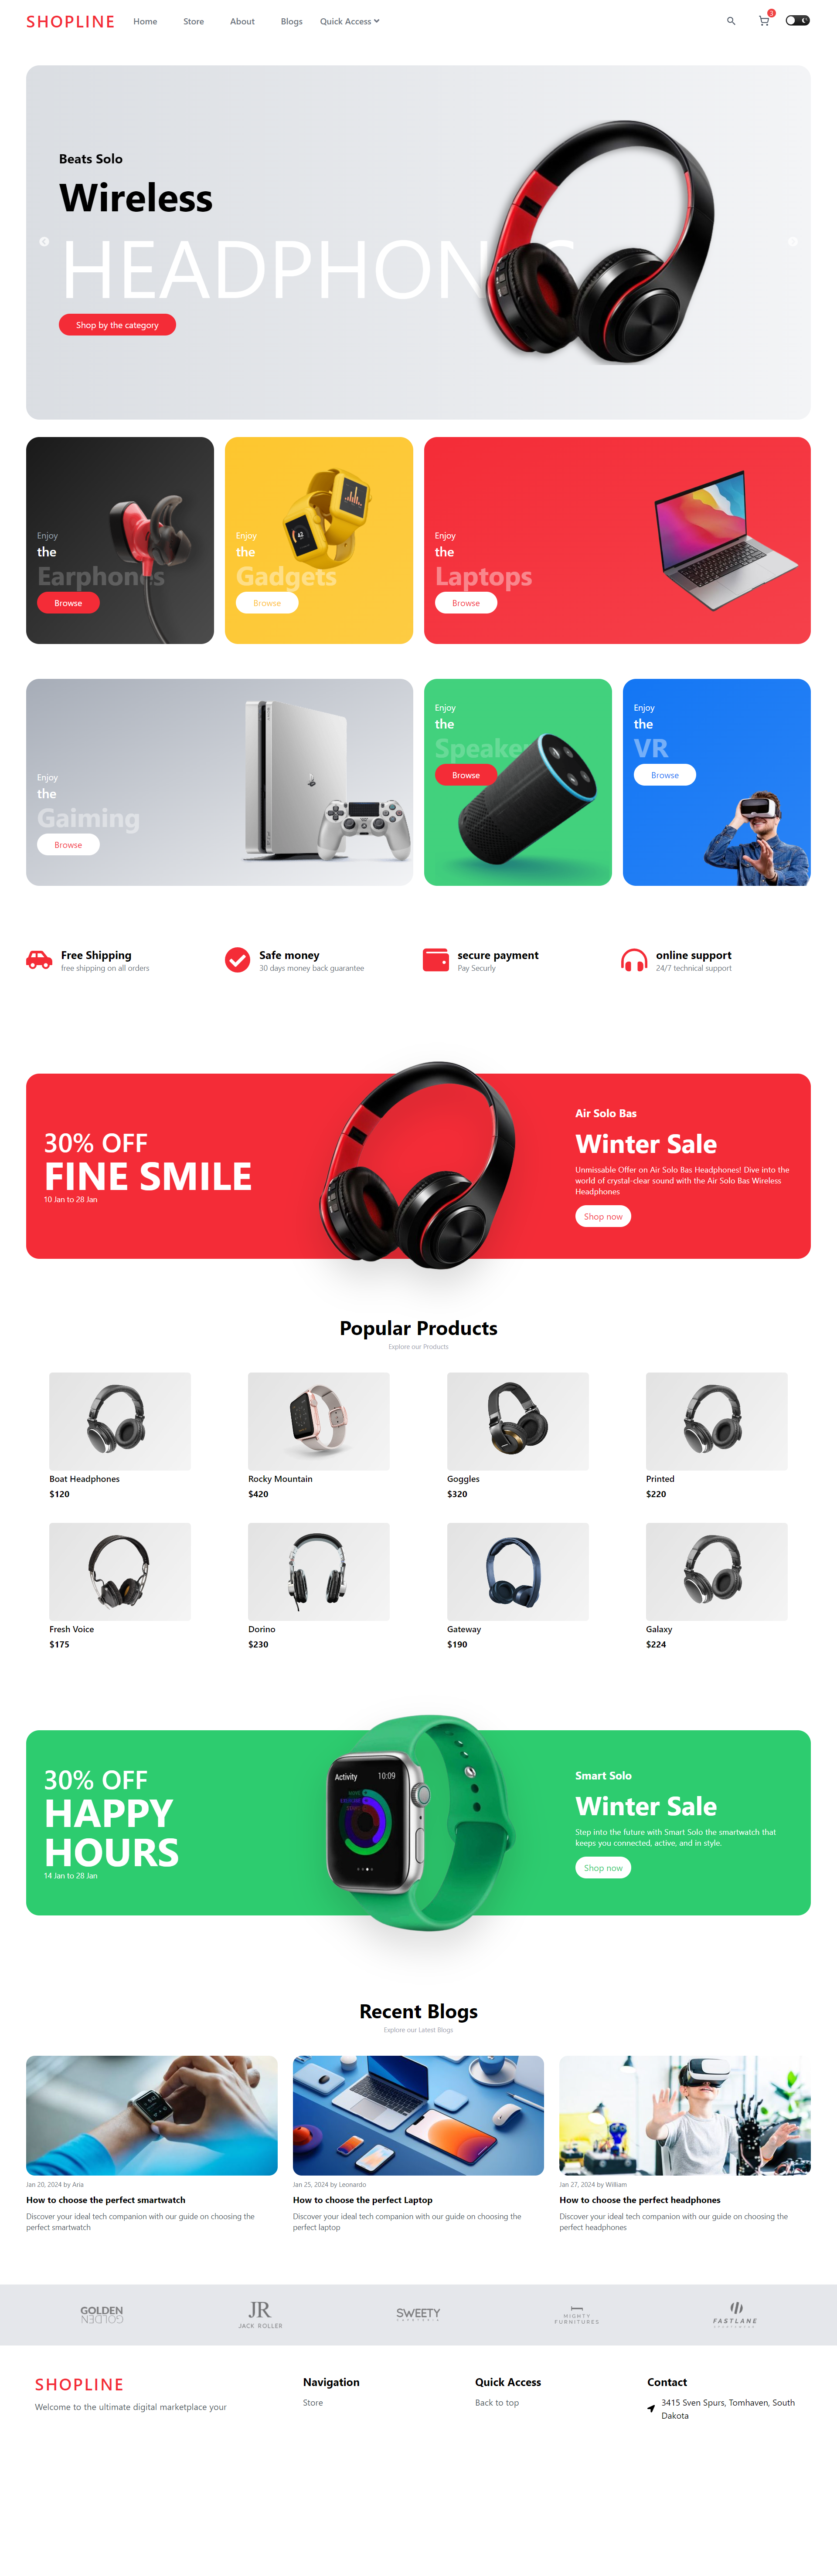 SHOPLINE
Home Store About Blogs Quick Access
3
Beats Solo
Wireless
HEADPHONES
Shop by the category
Enjoy
the
Earphones
Browse
Enjoy
the
Gadgets
Browse
Enjoy
the
Laptops
Browse
Enjoy
the
Gaiming
Browse
Enjoy
the
Speaker
Browse
Enjoy
the
VR
Browse
Free Shipping
free shipping on all orders
Safe money
30 days money back guarantee
secure payment
Pay Securly
online support
24/7 technical support
30% OFF
FINE SMILE
10 Jan to 28 Jan
Air Solo Bas
Winter Sale
Unmissable Offer on Air Solo Bas Headphones! Dive into the
world of crystal-clear sound with the Air Solo Bas Wireless
Headphones
Shop now
Popular Products
Explore our Products
Boat Headphones
$120
Rocky Mountain
$420
Goggles
$320
Printed
$220
Fresh Voice
$175
Dorino
$230
Gateway
$190
Galaxy
$224
30% OFF
HAPPY
HOURS
14 Jan to 28 Jan
Activity 10:09
Smart Solo
Winter Sale
Step into the future with Smart Solo the smartwatch that
keeps you connected, active, and in style.
Shop now
Recent Blogs
Explore our Latest Blogs
Jan 20, 2024 by Aria
How to choose the perfect smartwatch
Discover your ideal tech companion with our guide on choosing the
perfect smartwatch
Jan 25, 2024 by Leonardo
How to choose the perfect Laptop
Discover your ideal tech companion with our guide on choosing the
perfect laptop
Jan 27, 2024 by William
How to choose the perfect headphones
Discover your ideal tech companion with our guide on choosing the
perfect headphones
GOLDEN
GOLDEN
JR
JACK ROLLER
SWEETY
MIGHTY
FURNITURES
FASTLANE
SHOPLINE
Welcome to the ultimate digital marketplace your
Navigation
Store
Quick Access
Back to top
Contact
3415 Sven Spurs, Tomhaven, South
Dakota